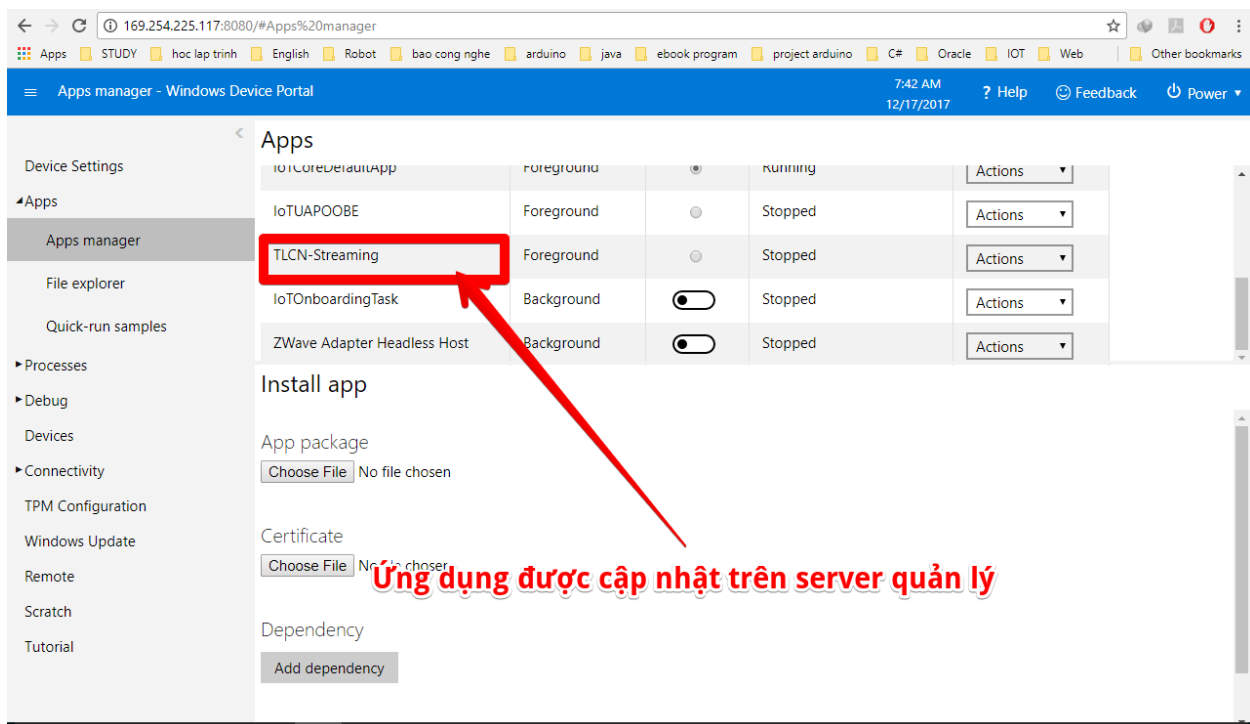 169.254.225.117:8080/#Apps%20manager
Apps STUDY hoc lap trinh English Robot bao cong nghe arduino java ebook program project arduino C# Oracle IOT Web Other bookmarks
Apps manager - Windows Device Portal 7:42 AM 12/17/2017 ? Help Feedback Power
Apps
Device Settings
Apps
Apps manager
File explorer
Quick-run samples
Processes
Debug
Devices
Connectivity
TPM Configuration
Windows Update
Remote
Scratch
Tutorial
IoTCoreDefaultApp Foreground Running Actions
IoTUAPOOBE Foreground Stopped Actions
TLCN-Streaming Foreground Stopped Actions
IoTOnboardingTask Background Stopped Actions
ZWave Adapter Headless Host Background Stopped Actions
Install app
App package
Choose File No file chosen
Certificate
Choose File No file chosen
Ứng dụng được cập nhật trên server quản lý
Dependency
Add dependency